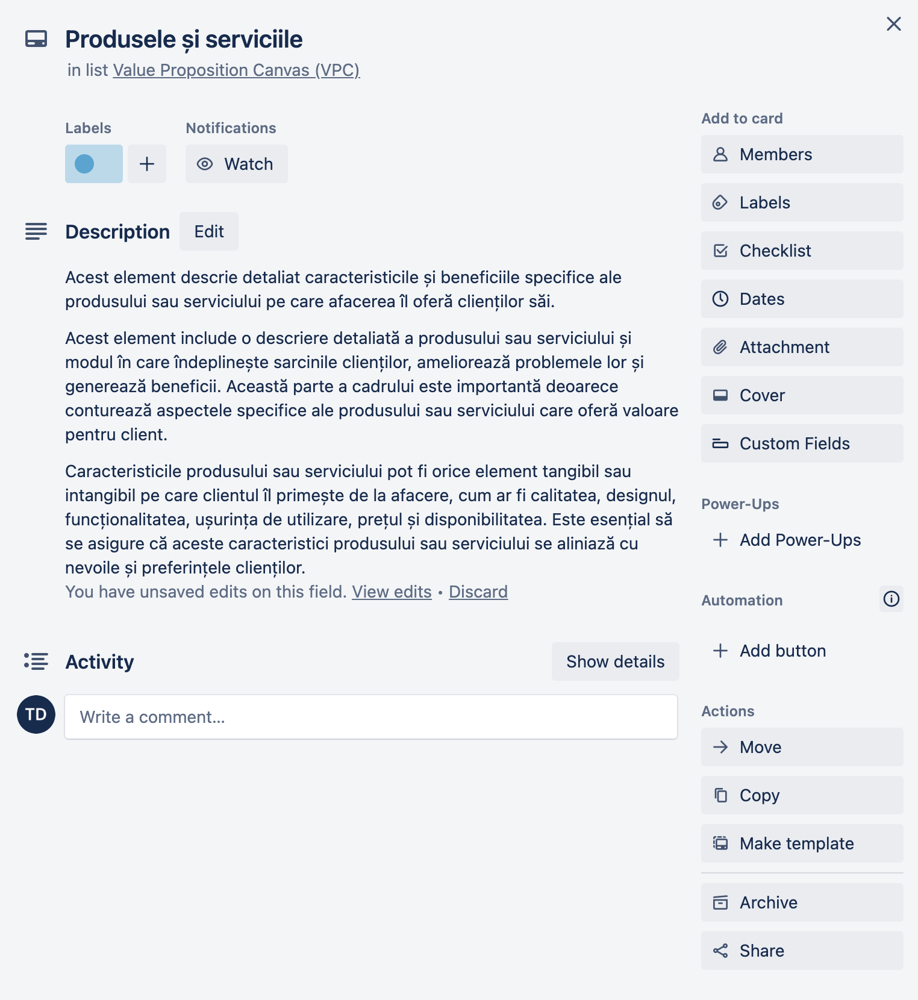 Produsele și serviciile
in list Value Proposition Canvas (VPC)
Labels
Notifications
Watch
Description
Edit
Acest element descrie detaliat caracteristicile și beneficiile specifice ale
produsului sau serviciului pe care afacerea îl oferă clienților săi.
Acest element include o descriere detaliată a produsului sau serviciului și
modul în care îndeplinește sarcinile clienților, ameliorează problemele lor și
generează beneficii. Această parte a cadrului este importantă deoarece
conturează aspectele specifice ale produsului sau serviciului care oferă valoare
pentru client.
Caracteristicile produsului sau serviciului pot fi orice element tangibil sau
intangibil pe care clientul îl primește de la afacere, cum ar fi calitatea, designul,
funcționalitatea, ușurința de utilizare, prețul și disponibilitatea. Este esențial să
se asigure că aceste caracteristici produsului sau serviciului se aliniază cu
nevoile și preferințele clienților.
You have unsaved edits on this field. View edits • Discard
Activity
Show details
TD
Write a comment...
Add to card
Members
Labels
Checklist
Dates
Attachment
Cover
Custom Fields
Power-Ups
Add Power-Ups
Automation
Add button
Actions
Move
Copy
Make template
Archive
Share